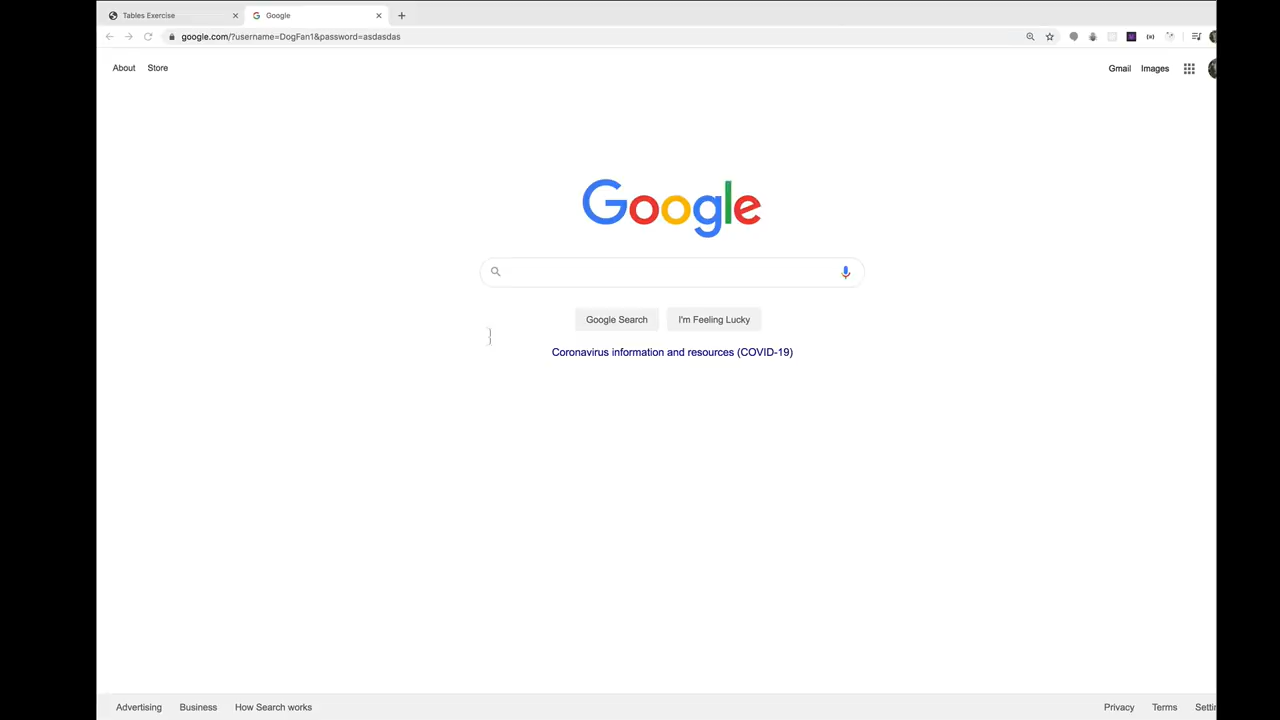 Tables Exercise
Google
google.com/?username=DogFan1&password=asdasdas
About Store
Gmail Images
Google
Google Search I'm Feeling Lucky
Coronavirus information and resources (COVID-19)
Advertising Business How Search works
Privacy Terms Settin